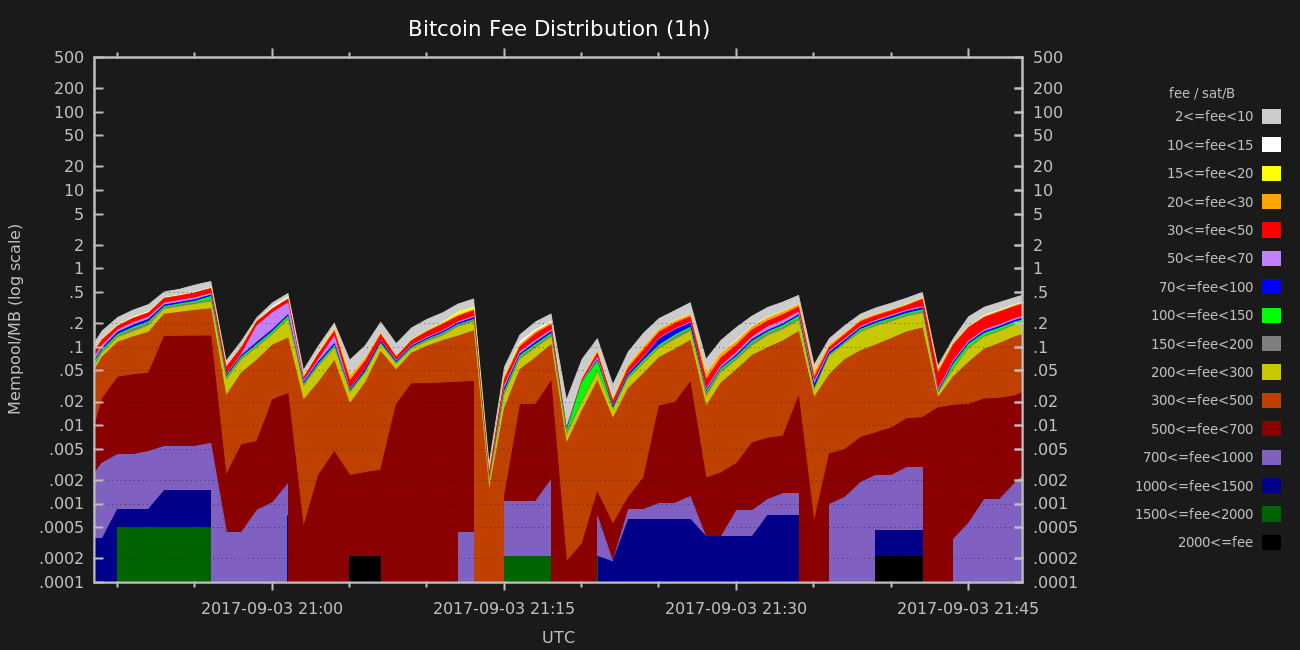 Bitcoin Fee Distribution (1h)
500 500
200 200
100 100
50 50
20 20
10 10
5 5
2 2
1 1
.5 .5
.2 .2
.1 .1
.05 .05
.02 .02
.01 .01
.005 .005
.002 .002
.001 .001
.0005 .0005
.0002 .0002
.0001 .0001
Mempool/MB (log scale)
2017-09-03 21:00 2017-09-03 21:15 2017-09-03 21:30 2017-09-03 21:45
UTC
fee / sat/B
2<=fee<10
10<=fee<15
15<=fee<20
20<=fee<30
30<=fee<50
50<=fee<70
70<=fee<100
100<=fee<150
150<=fee<200
200<=fee<300
300<=fee<500
500<=fee<700
700<=fee<1000
1000<=fee<1500
1500<=fee<2000
2000<=fee